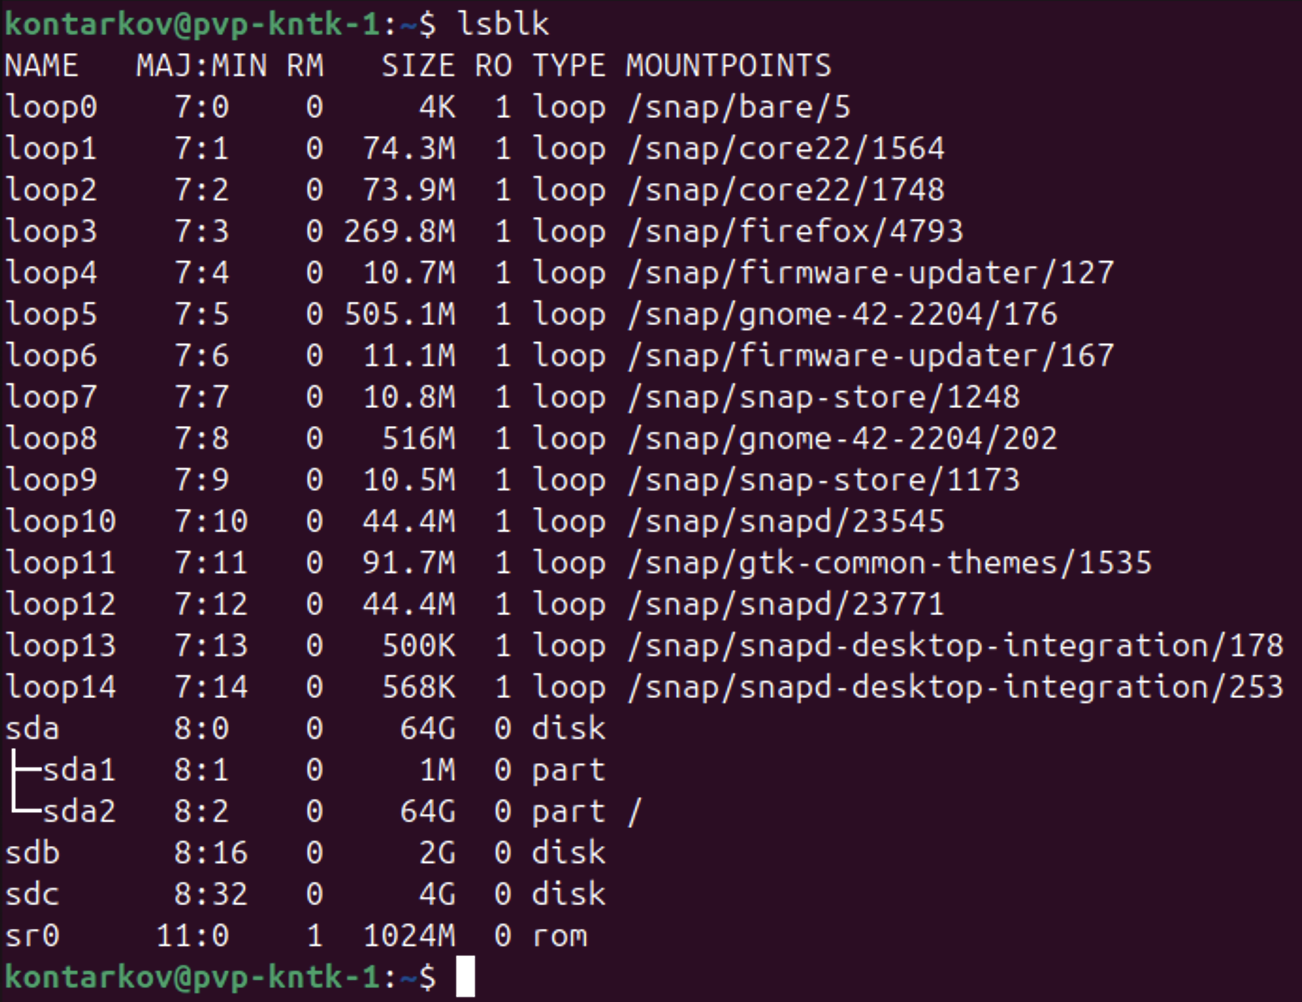 kontarkov@pvp-kntk-1:~$ lsblk
NAME   MAJ:MIN RM   SIZE RO TYPE MOUNTPOINTS
loop0    7:0    0     4K  1 loop /snap/bare/5
loop1    7:1    0  74.3M  1 loop /snap/core22/1564
loop2    7:2    0  73.9M  1 loop /snap/core22/1748
loop3    7:3    0 269.8M  1 loop /snap/firefox/4793
loop4    7:4    0  10.7M  1 loop /snap/firmware-updater/127
loop5    7:5    0 505.1M  1 loop /snap/gnome-42-2204/176
loop6    7:6    0  11.1M  1 loop /snap/firmware-updater/167
loop7    7:7    0  10.8M  1 loop /snap/snap-store/1248
loop8    7:8    0   516M  1 loop /snap/gnome-42-2204/202
loop9    7:9    0  10.5M  1 loop /snap/snap-store/1173
loop10   7:10   0  44.4M  1 loop /snap/snapd/23545
loop11   7:11   0  91.7M  1 loop /snap/gtk-common-themes/1535
loop12   7:12   0  44.4M  1 loop /snap/snapd/23771
loop13   7:13   0   500K  1 loop /snap/snapd-desktop-integration/178
loop14   7:14   0   568K  1 loop /snap/snapd-desktop-integration/253
sda      8:0    0    64G  0 disk
├─sda1   8:1    0     1M  0 part
└─sda2   8:2    0    64G  0 part /
sdb      8:16   0     2G  0 disk
sdc      8:32   0     4G  0 disk
sr0     11:0    1  1024M  0 rom
kontarkov@pvp-kntk-1:~$